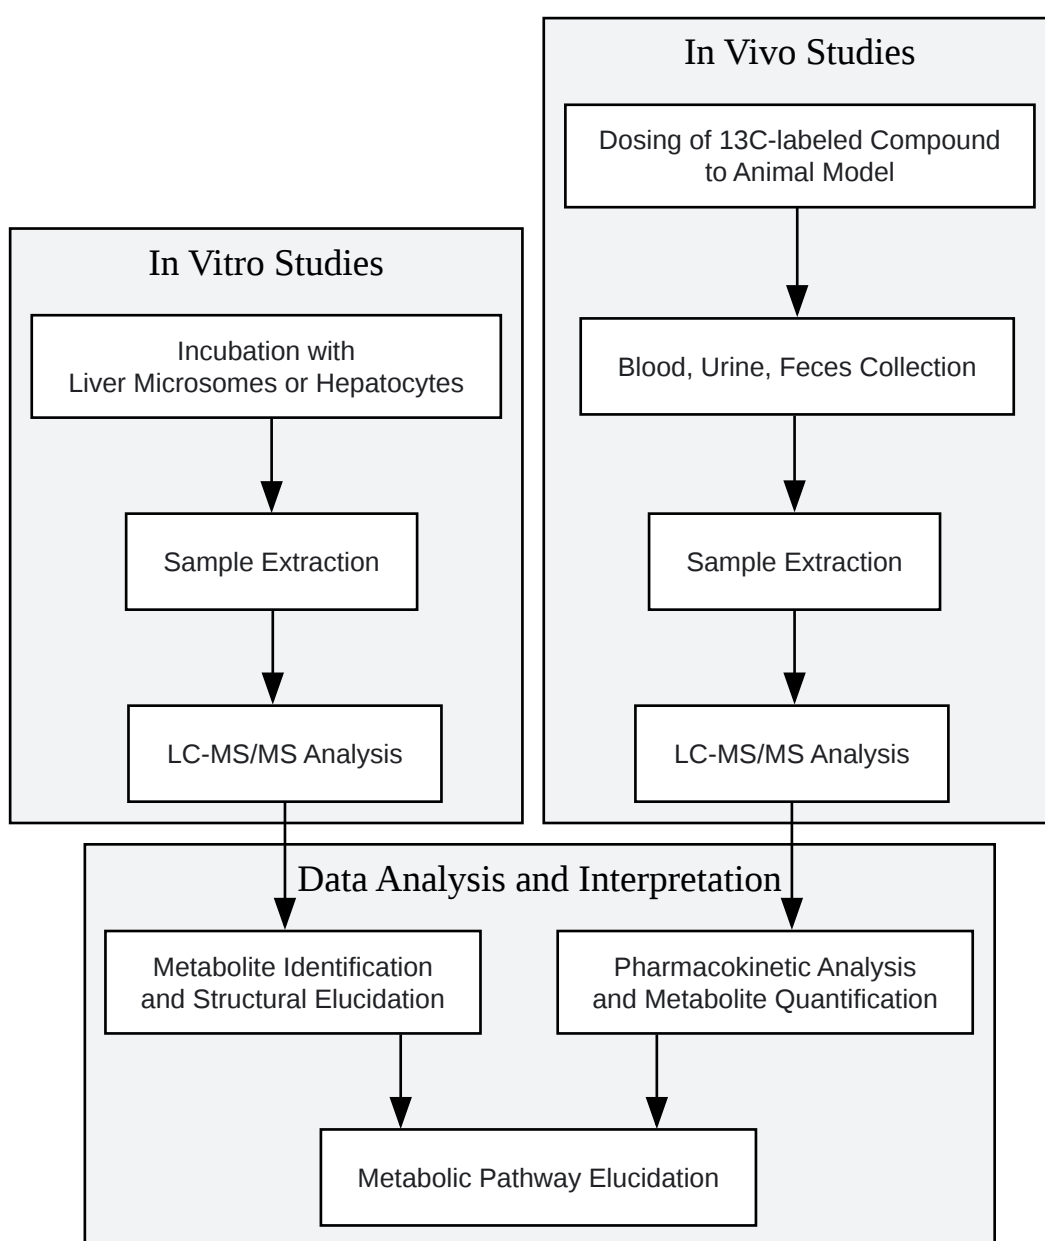 In Vivo Studies
Dosing of 13C-labeled Compound
to Animal Model
Blood, Urine, Feces Collection
Sample Extraction
LC-MS/MS Analysis
In Vitro Studies
Incubation with
Liver Microsomes or Hepatocytes
Sample Extraction
LC-MS/MS Analysis
Data Analysis and Interpretation
Metabolite Identification
and Structural Elucidation
Pharmacokinetic Analysis
and Metabolite Quantification
Metabolic Pathway Elucidation